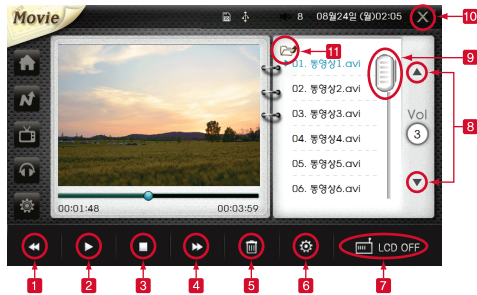 Movie
8 08월24일 (월)02:05
10
11
9
01. 동영상1.avi
02. 동영상2.avi
03. 동영상3.avi
04. 동영상4.avi
05. 동영상5.avi
06. 동영상6.avi
Vol
3
8
00:01:48 00:03:59
LCD OFF
1 2 3 4 5 6 7